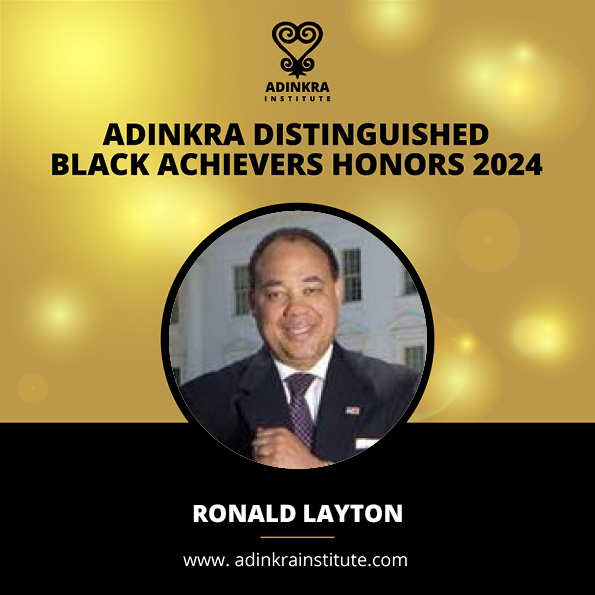 ADINKRA
INSTITUTE
ADINKRA DISTINGUISHED
BLACK ACHIEVERS HONORS 2024
RONALD LAYTON
www. adinkrainstitute.com